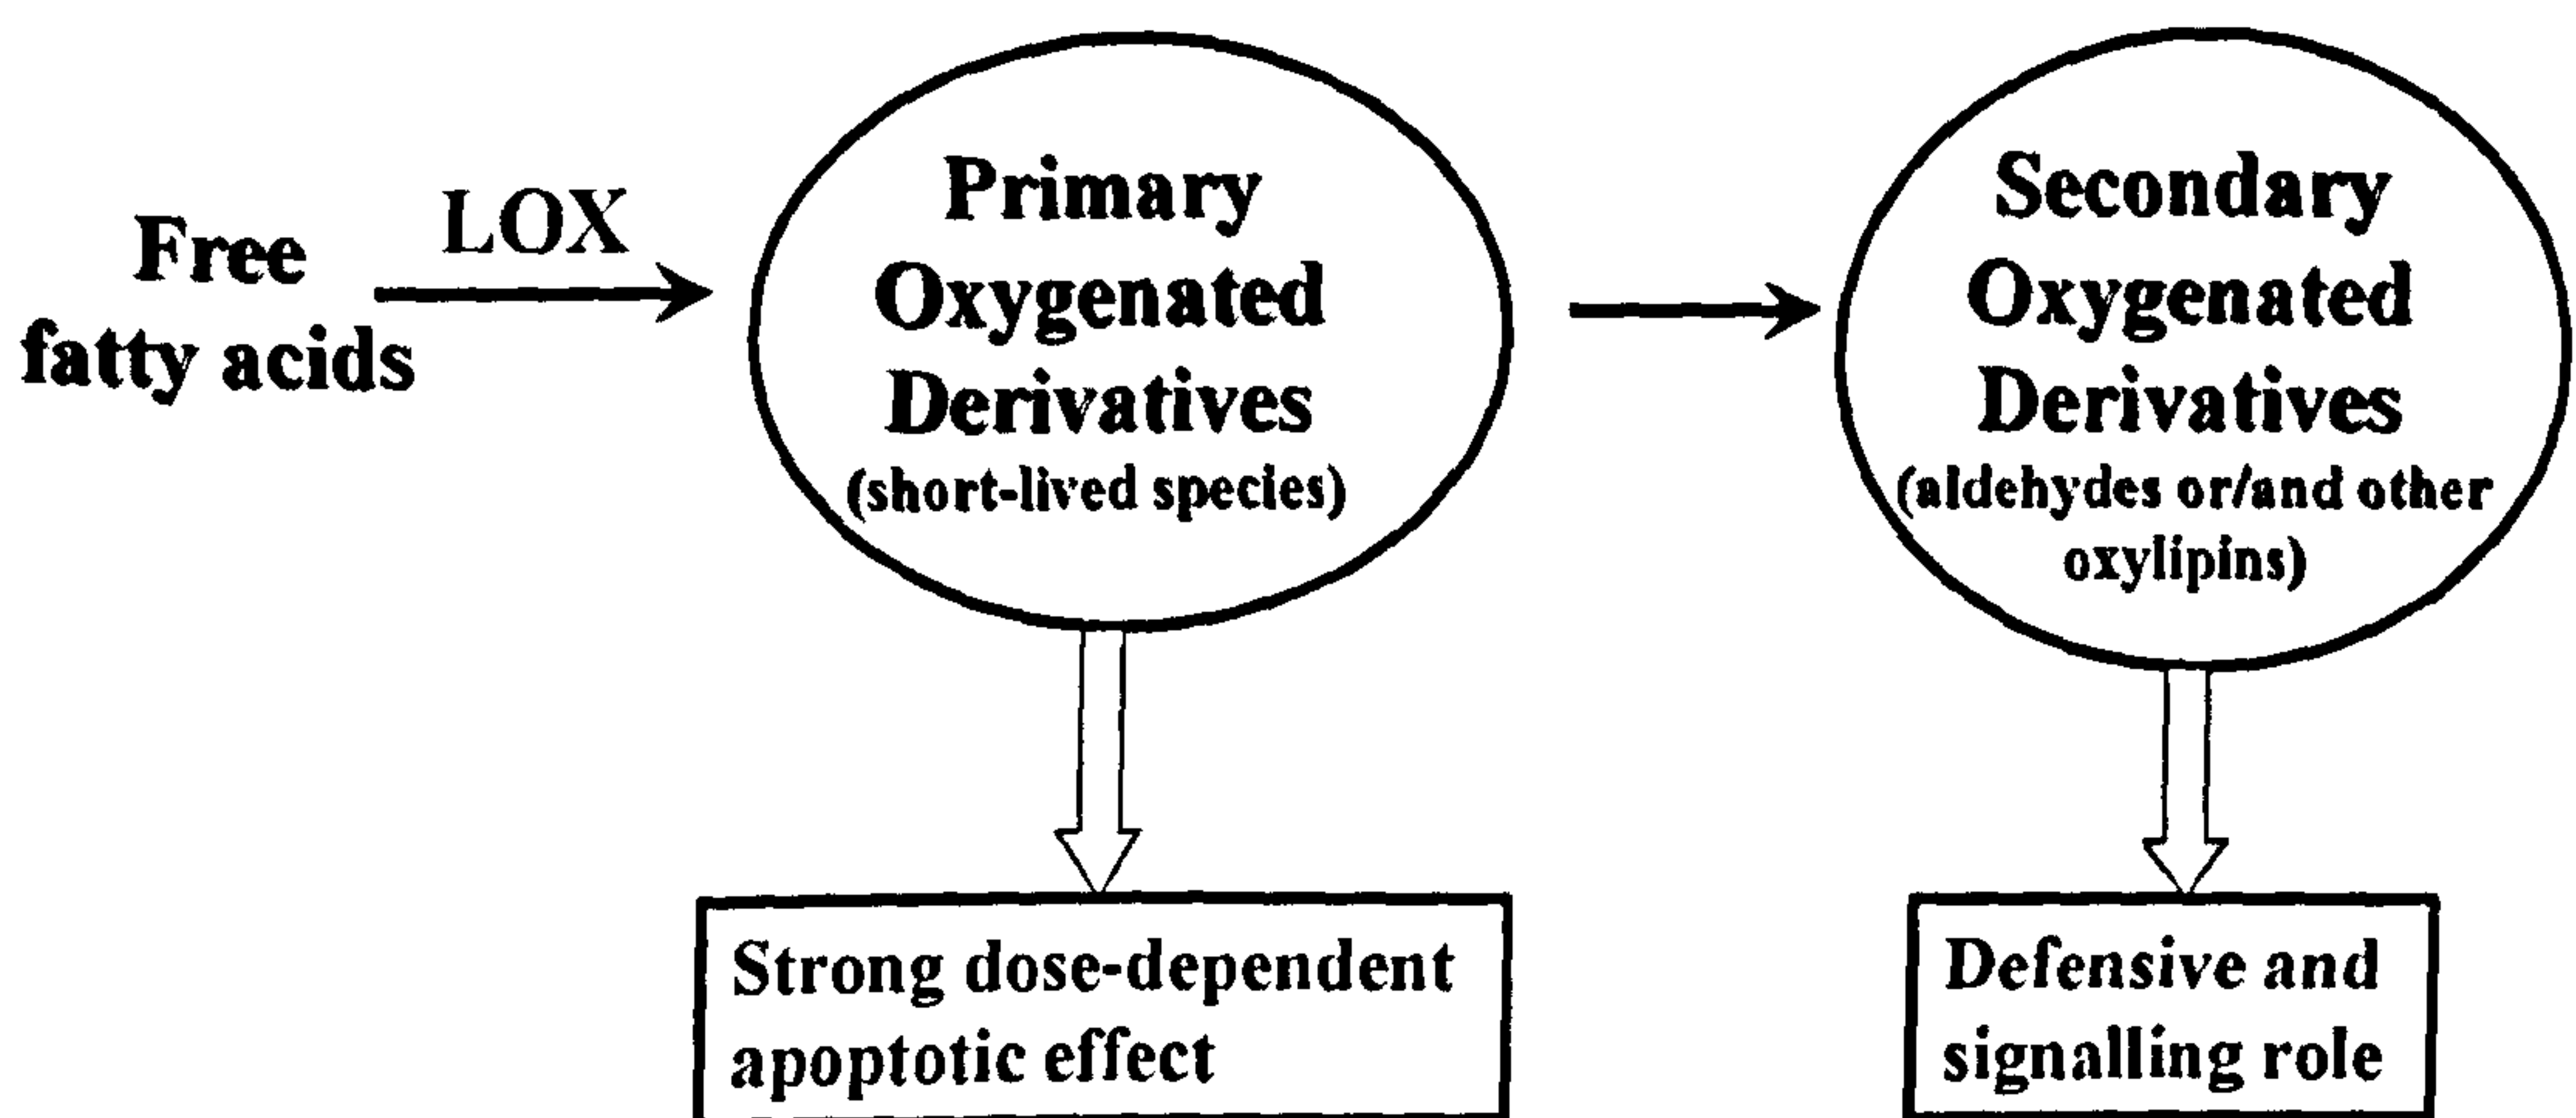 Free
fatty acids
LOX
Primary
Oxygenated
Derivatives
(short-lived species)
Secondary
Oxygenated
Derivatives
(aldehydes or/and other
oxylipins)
Strong dose-dependent
apoptotic effect
Defensive and
signalling role